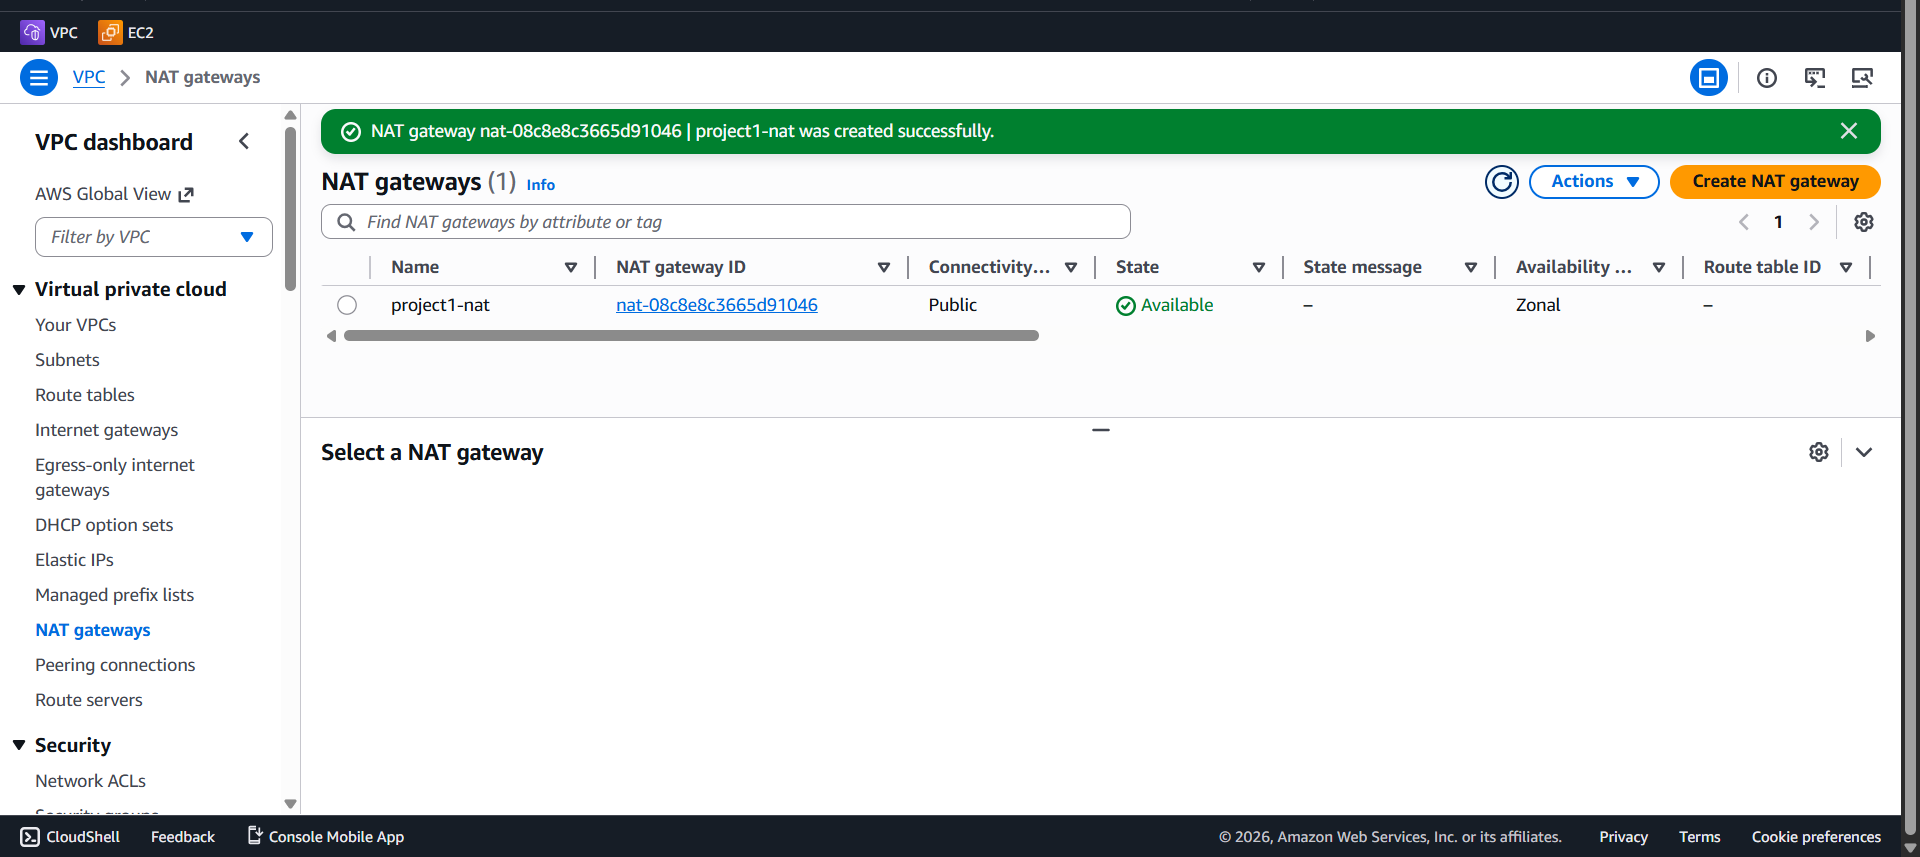 VPC EC2
VPC > NAT gateways
VPC dashboard
AWS Global View
Filter by VPC
Virtual private cloud
Your VPCs
Subnets
Route tables
Internet gateways
Egress-only internet
gateways
DHCP option sets
Elastic IPs
Managed prefix lists
NAT gateways
Peering connections
Route servers
Security
Network ACLs
NAT gateway nat-08c8e8c3665d91046 | project1-nat was created successfully.
NAT gateways (1) Info
Actions
Create NAT gateway
Find NAT gateways by attribute or tag
1
Name NAT gateway ID Connectivity... State State message Availability ... Route table ID
project1-nat nat-08c8e8c3665d91046 Public Available – Zonal –
Select a NAT gateway
CloudShell Feedback Console Mobile App © 2026, Amazon Web Services, Inc. or its affiliates. Privacy Terms Cookie preferences